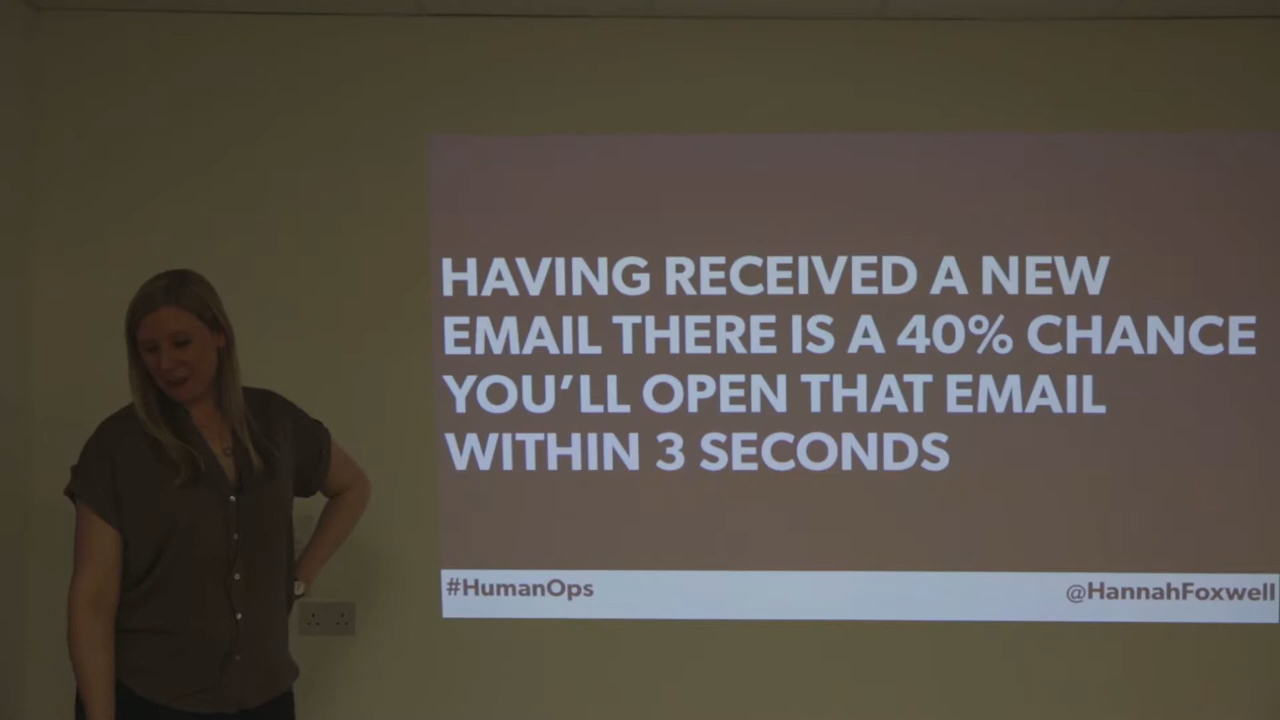 HAVING RECEIVED A NEW
EMAIL THERE IS A 40% CHANCE
YOU'LL OPEN THAT EMAIL
WITHIN 3 SECONDS
#HumanOps
@HannahFoxwell